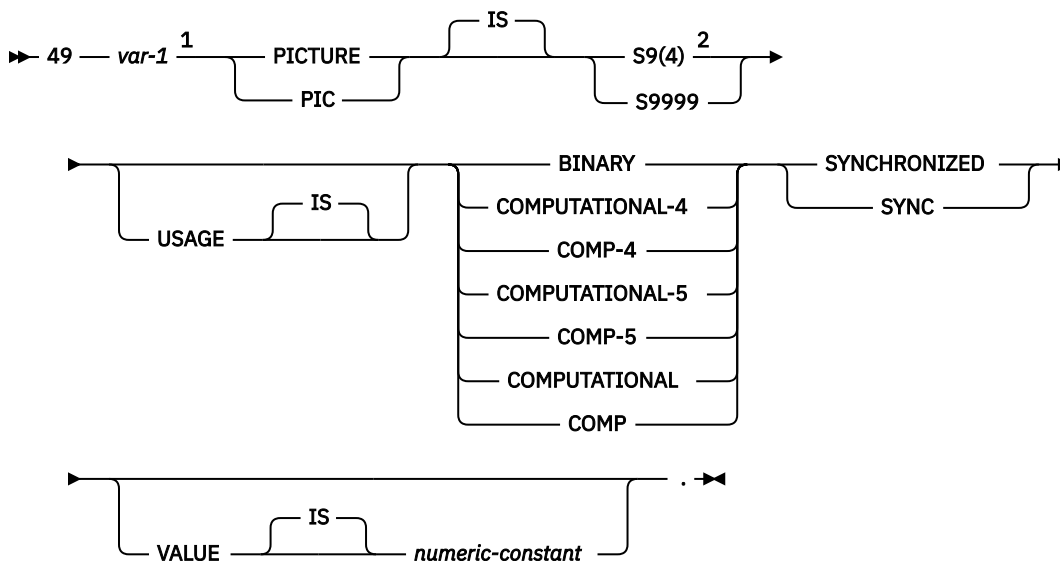 IS
49 var-1 1 PICTURE S9(4) 2
PIC S9999
BINARY SYNCHRONIZED
IS COMPUTATIONAL-4 SYNC
USAGE COMP-4
COMPUTATIONAL-5
COMP-5
COMPUTATIONAL
COMP
.
IS
VALUE numeric-constant